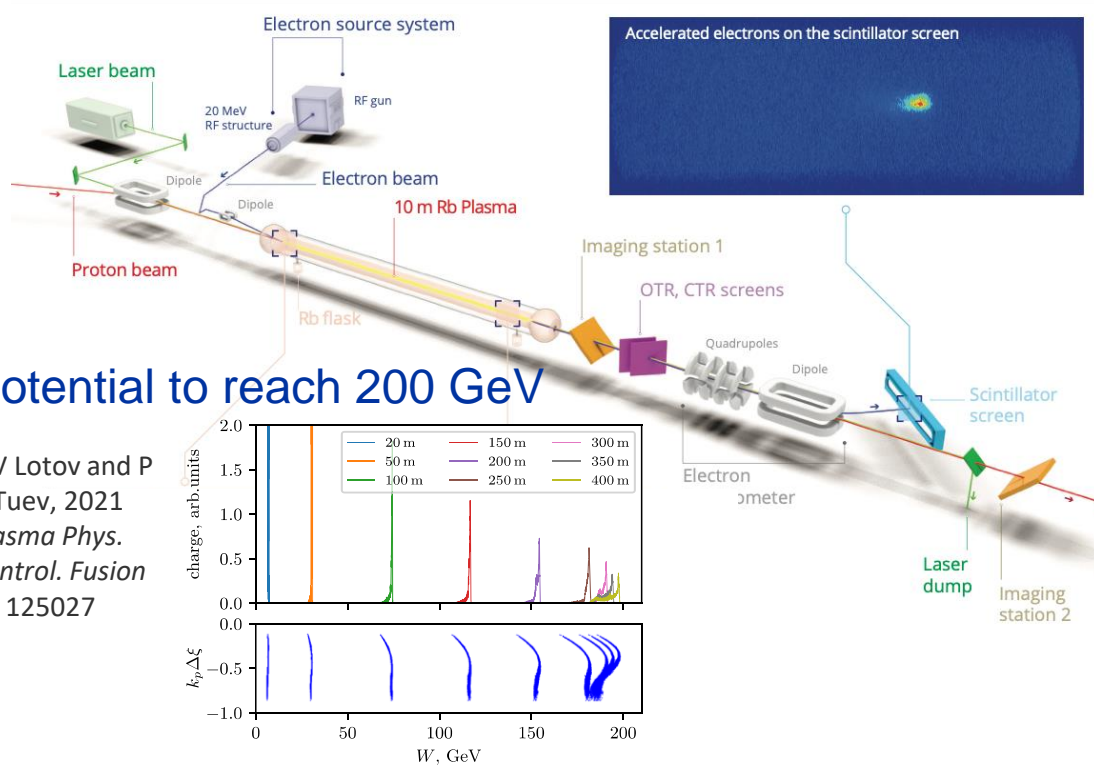 Electron source system
Accelerated electrons on the scintillator screen
Laser beam
20 MeV
RF structure
RF gun
Dipole
Electron beam
Dipole
10 m Rb Plasma
Proton beam
Imaging station 1
OTR, CTR screens
Rb flask
Quadrupoles
Dipole
otential to reach 200 GeV
Scintillator
screen
Lotov and P
Tuev, 2021
asma Phys.
ntrol. Fusion
125027
Electron
ometer
Laser
dump
Imaging
station 2
charge, arb.units
2.0
1.5
1.0
0.5
0.0
20 m 150 m 300 m
50 m 200 m 350 m
100 m 250 m 400 m
k_pΔξ
0.0
−0.5
−1.0
0 50 100 150 200
W, GeV